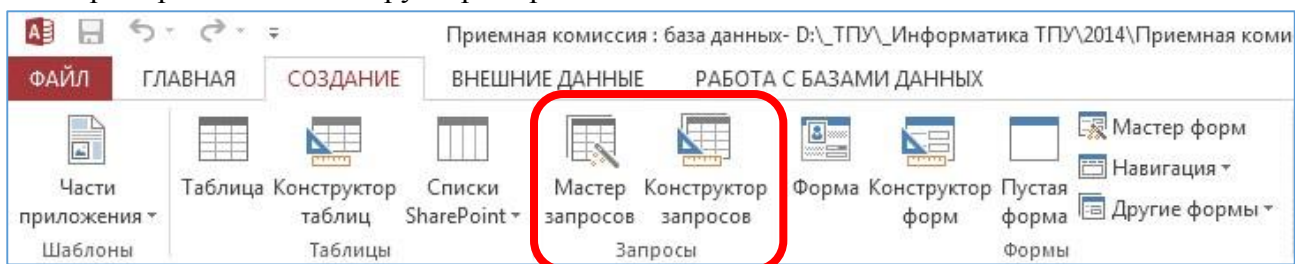 Приемная комиссия : база данных- D:\_ТПУ\_Информатика ТПУ\2014\Приемная коми
ФАЙЛ ГЛАВНАЯ СОЗДАНИЕ ВНЕШНИЕ ДАННЫЕ РАБОТА С БАЗАМИ ДАННЫХ
Части приложения
Таблица
Конструктор таблиц
Списки SharePoint
Мастер запросов
Конструктор запросов
Форма
Конструктор форм
Пустая форма
Мастер форм
Навигация
Другие формы
Шаблоны Таблицы Запросы Формы